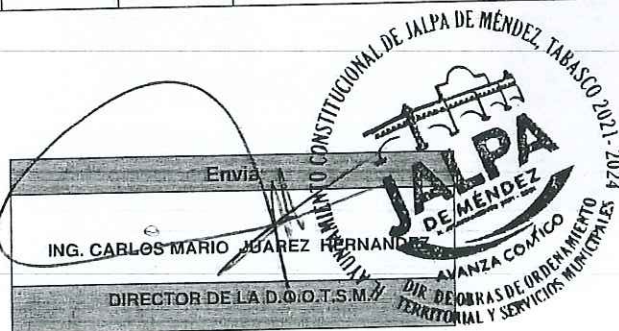 Envía
ING. CARLOS MARIO JUAREZ HERNANDEZ
DIRECTOR DE LA D.O.O.T.S.M.
H. AYUNTAMIENTO CONSTITUCIONAL DE JALPA DE MÉNDEZ, TABASCO 2021-2024
JALPA
DE MÉNDEZ
AVANZA CONTIGO
DIR. DE OBRAS DE ORDENAMIENTO
TERRITORIAL Y SERVICIOS MUNICIPALES